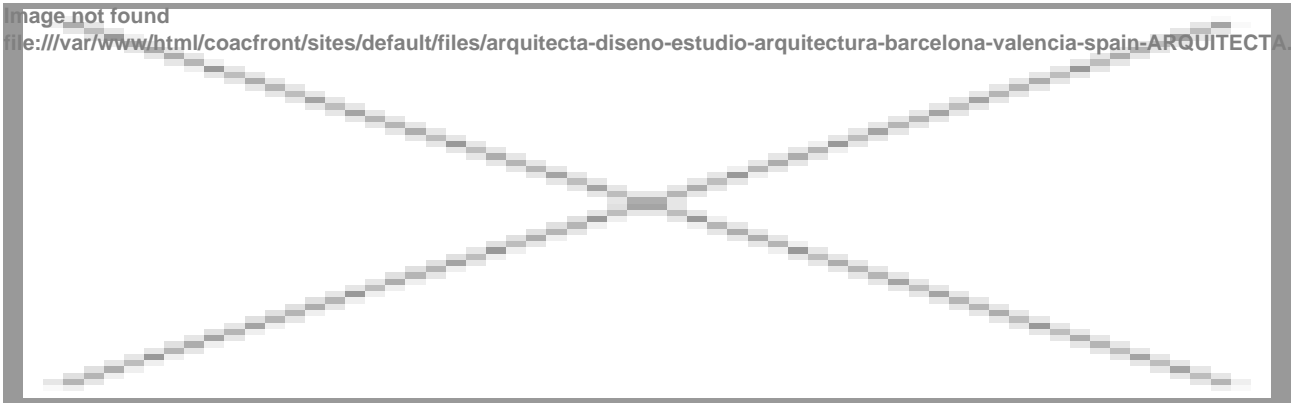 Image not found
file:///var/www/html/coacfront/sites/default/files/arquitecta-diseno-estudio-arquitectura-barcelona-valencia-spain-ARQUITECTA.